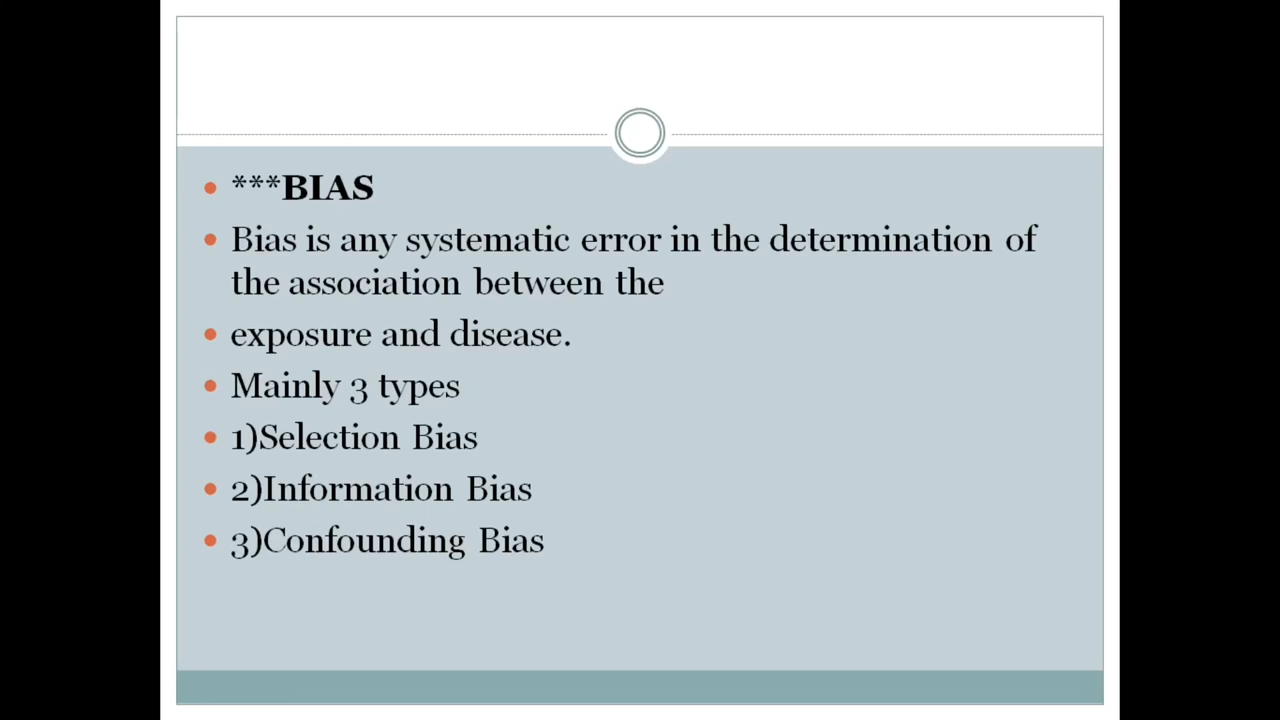 ***BIAS
Bias is any systematic error in the determination of
the association between the
exposure and disease.
Mainly 3 types
1)Selection Bias
2)Information Bias
3)Confounding Bias